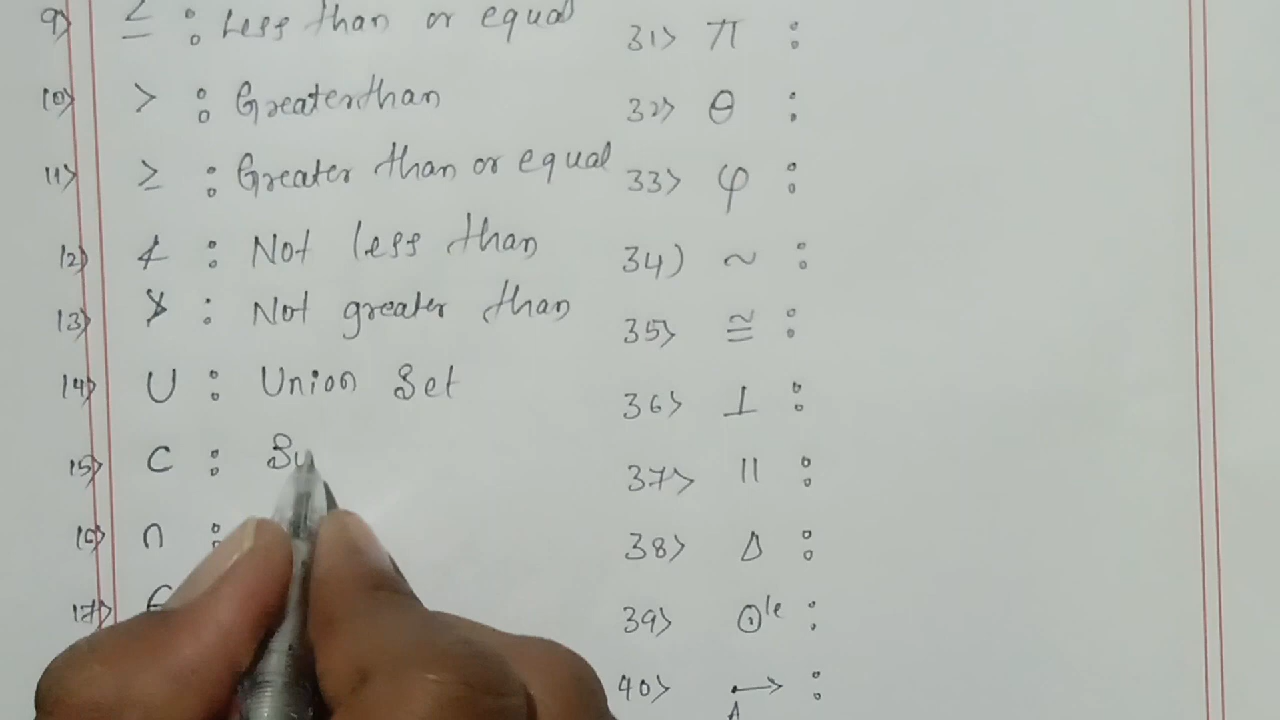 9) ≤ : Less than or equal
10) > : Greaterthan
11) ≥ : Greater than or equal
12) ≮ : Not less than
13) ≯ : Not greater than
14) ∪ : Union Set
15) ⊂ : Su
16) ∩ :
17)
31) π :
32) θ :
33) φ :
34) ~ :
35) ≅ :
36) ⊥ :
37) || :
38) Δ :
39) ⊙le :
40) •→ :
A